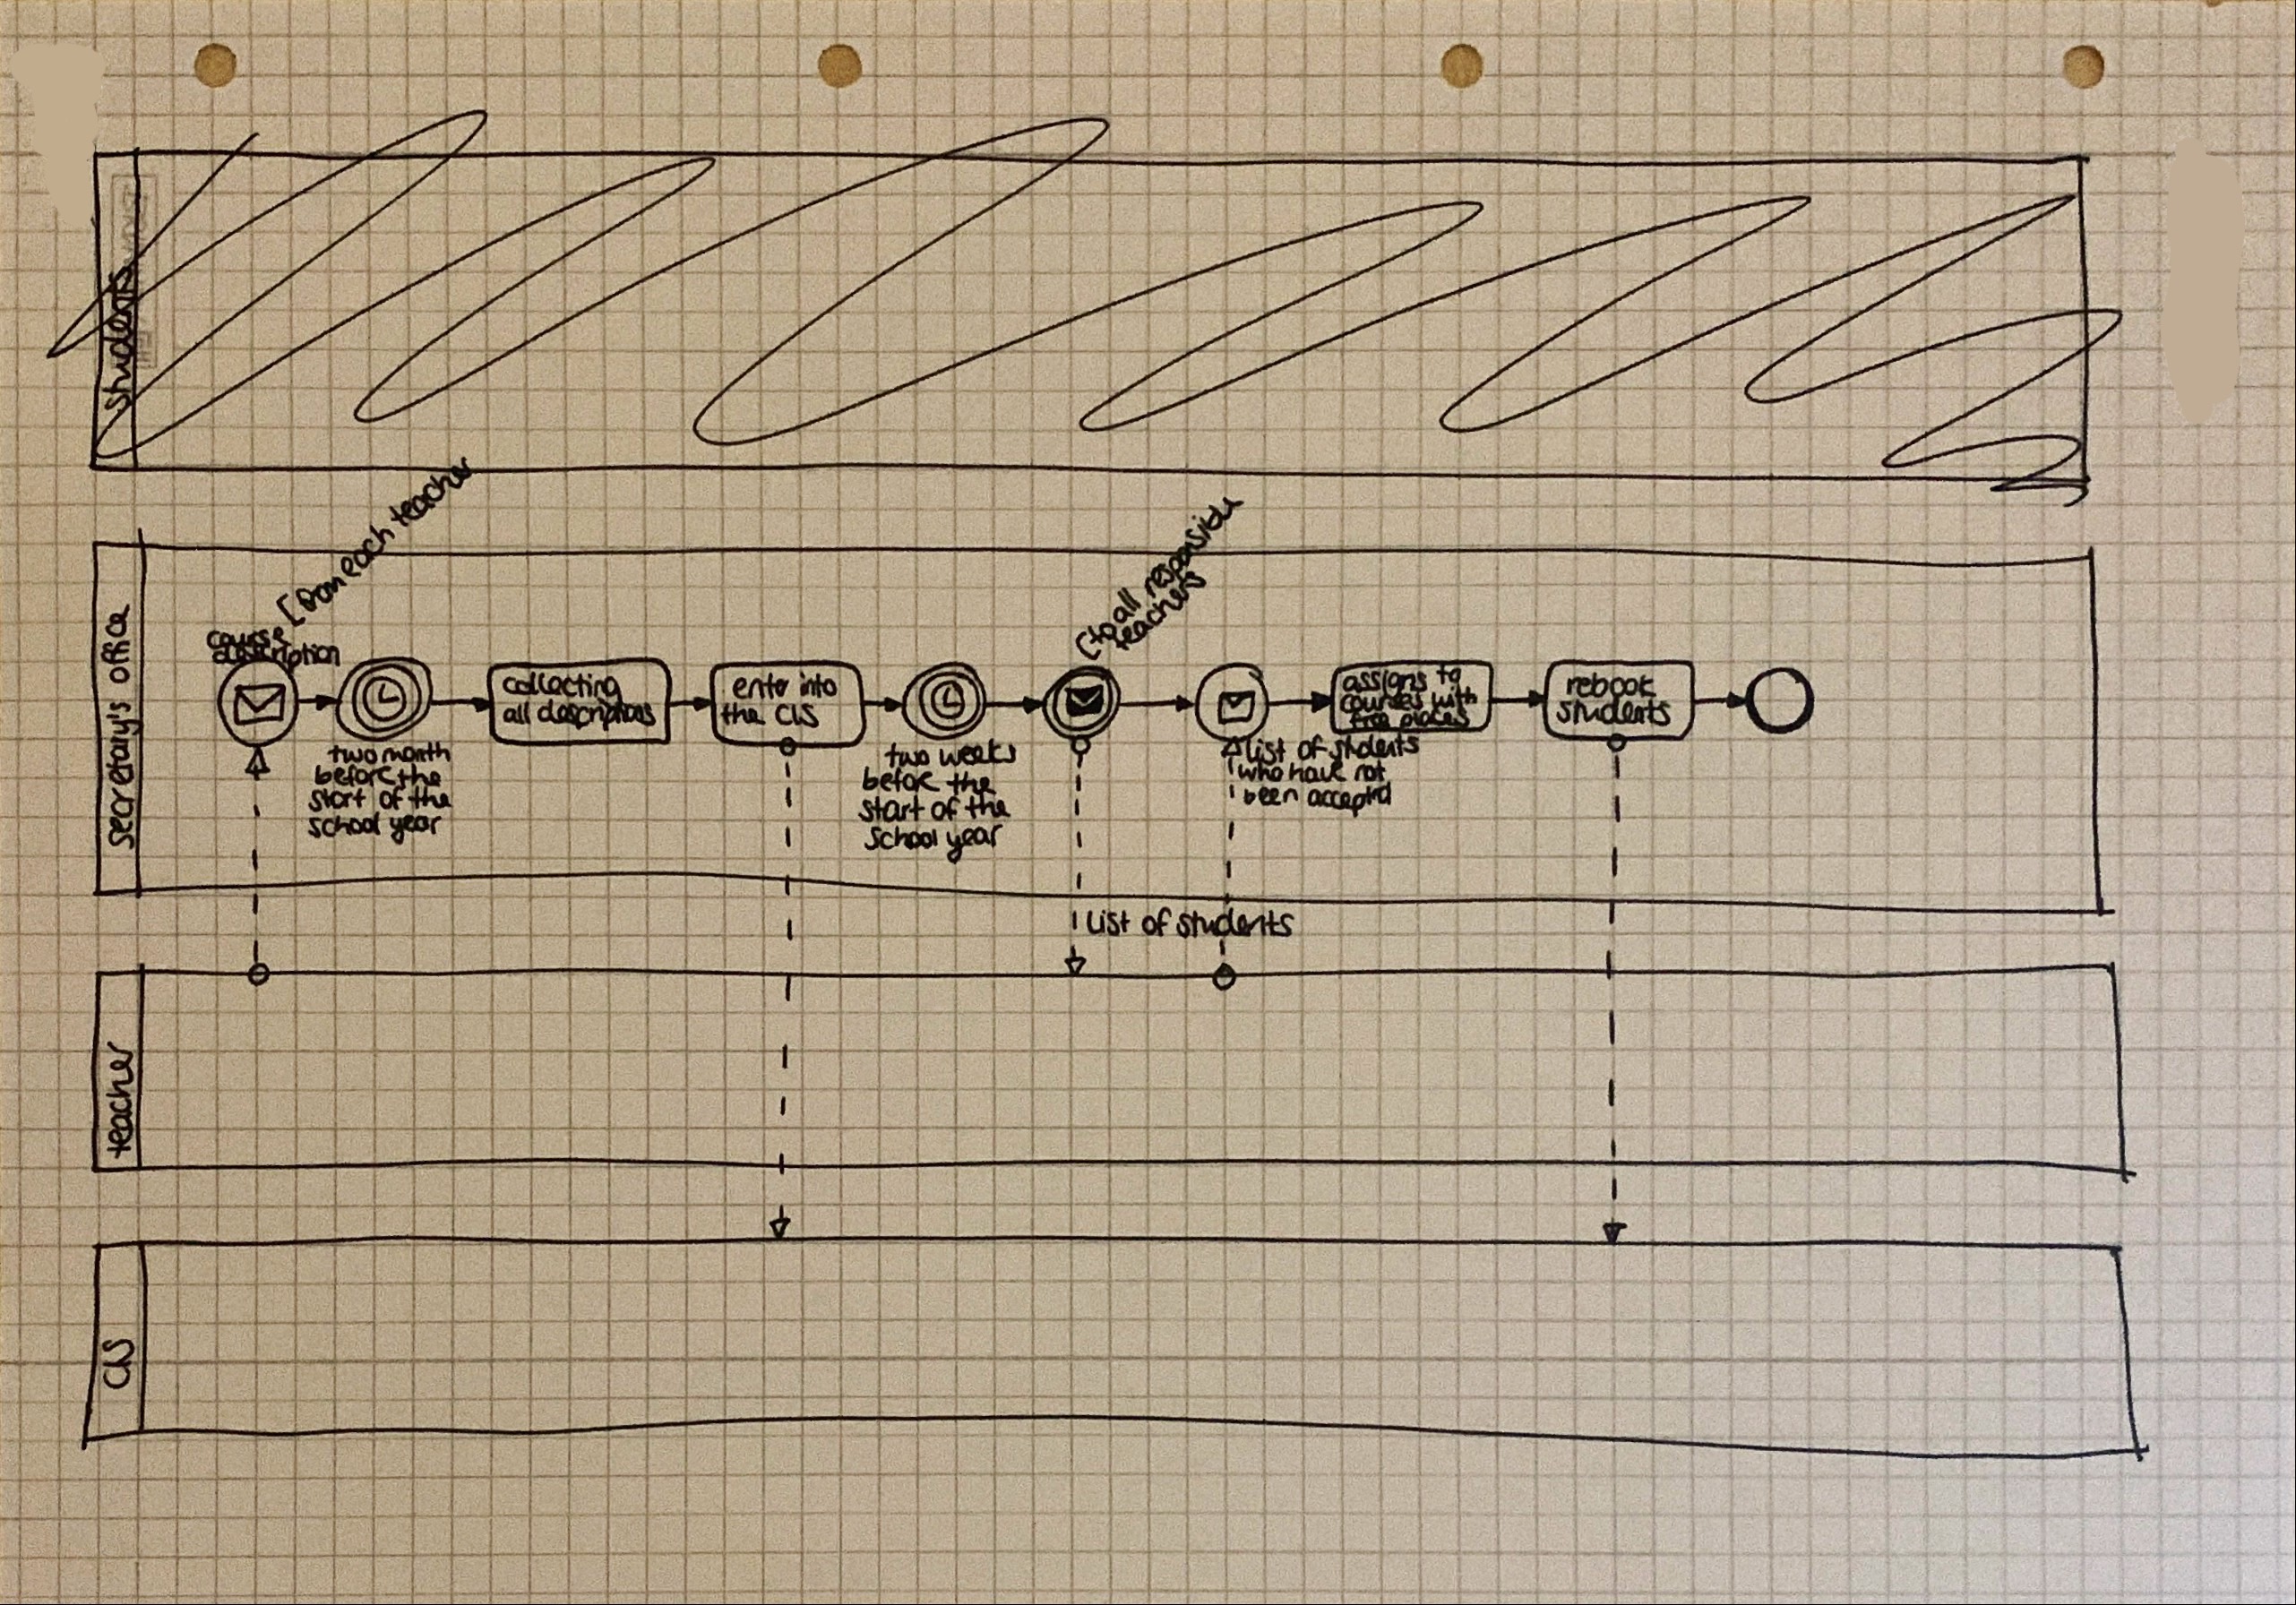 students
secretary's office
course
description
[from each teacher
two month
before the
start of the
school year
collecting
all descriptions
enter into
the CIS
two weeks
before the
start of the
school year
[to all responsible
teachers
list of students
who have not
been accepted
assigns to
courses with
free places
rebook
students
list of students
teacher
CIS